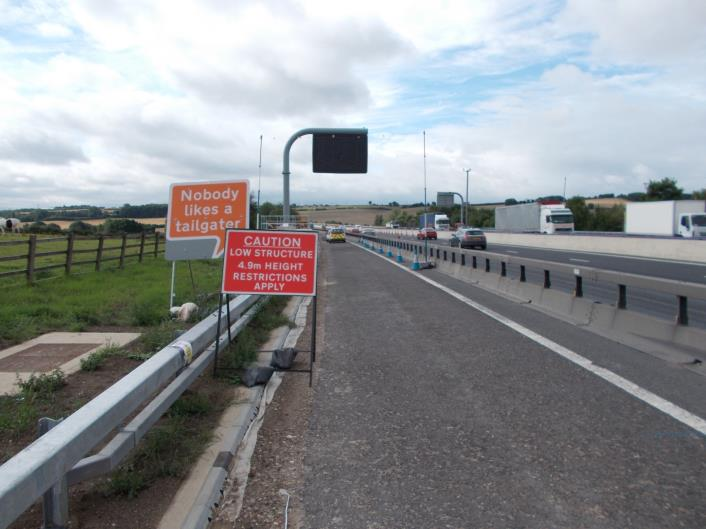 Nobody
likes a
tailgater
CAUTION
LOW STRUCTURE
4.9m HEIGHT
RESTRICTIONS
APPLY